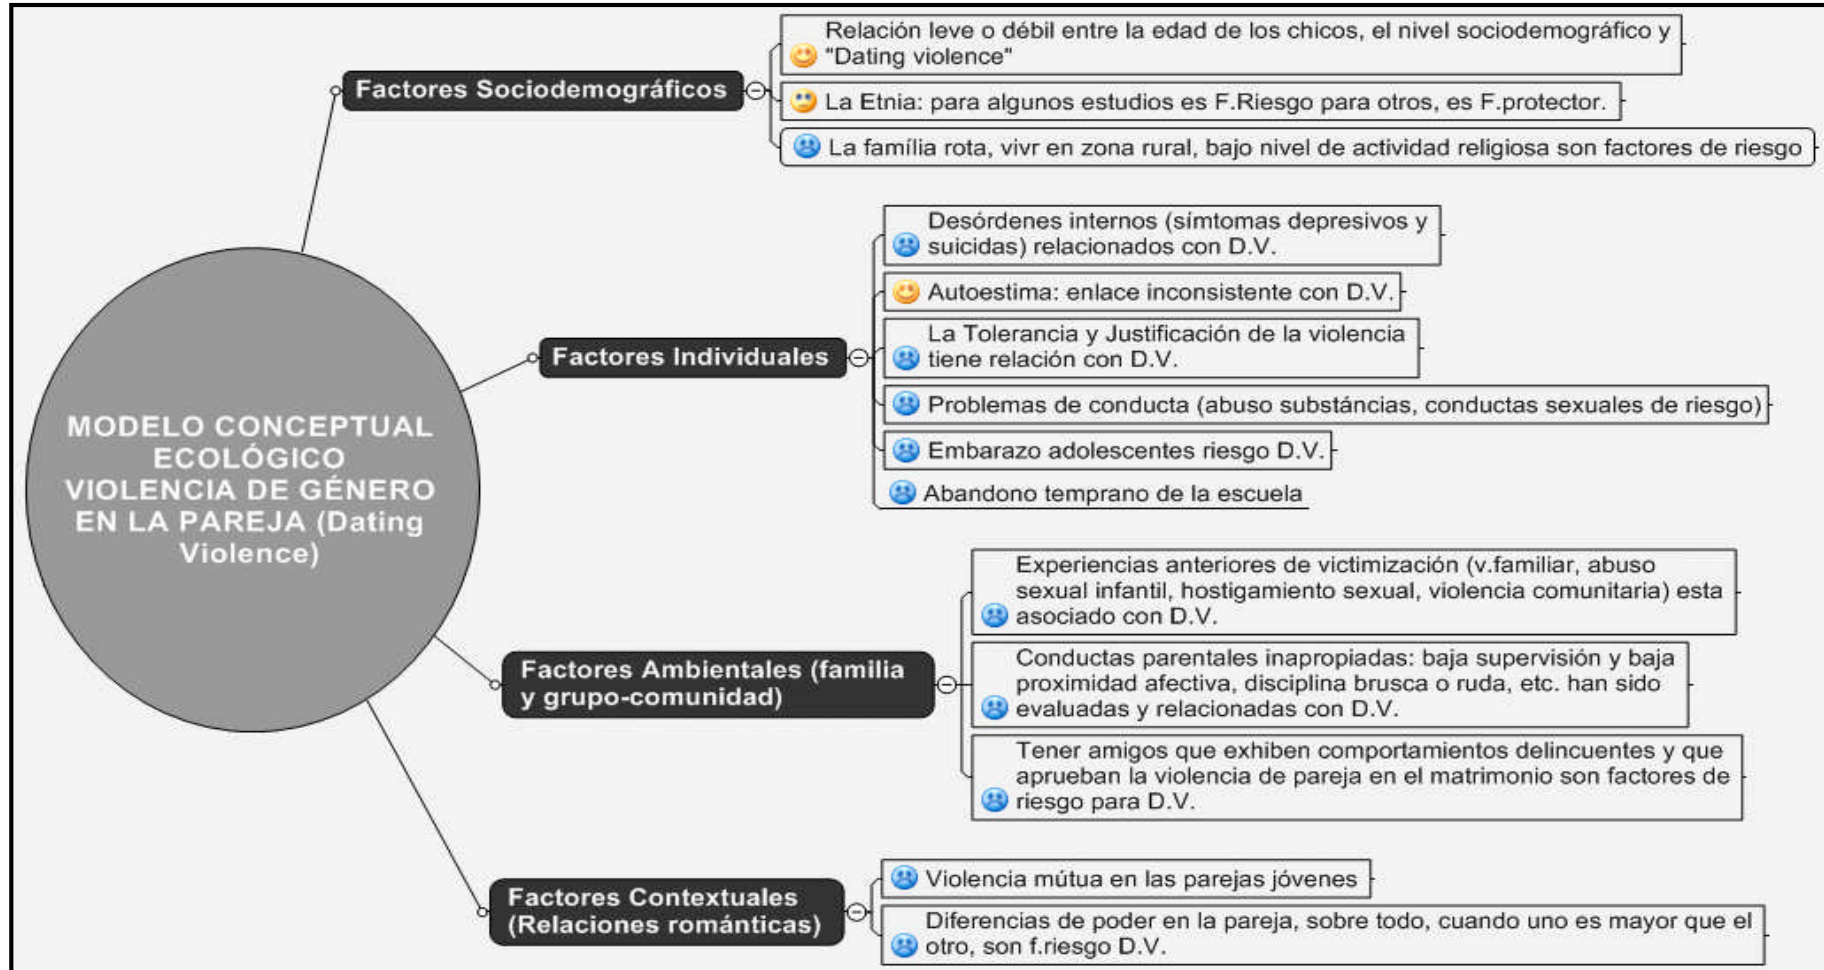 MODELO CONCEPTUAL
ECOLÓGICO
VIOLENCIA DE GÉNERO
EN LA PAREJA (Dating
Violence)
Factores Sociodemográficos
Relación leve o débil entre la edad de los chicos, el nivel sociodemográfico y
"Dating violence"
La Etnia: para algunos estudios es F.Riesgo para otros, es F.protector.
La família rota, vivr en zona rural, bajo nivel de actividad religiosa son factores de riesgo
Factores Individuales
Desórdenes internos (símtomas depresivos y
suicidas) relacionados con D.V.
Autoestima: enlace inconsistente con D.V.
La Tolerancia y Justificación de la violencia
tiene relación con D.V.
Problemas de conducta (abuso substáncias, conductas sexuales de riesgo)
Embarazo adolescentes riesgo D.V.
Abandono temprano de la escuela
Factores Ambientales (familia
y grupo-comunidad)
Experiencias anteriores de victimización (v.familiar, abuso
sexual infantil, hostigamiento sexual, violencia comunitaria) esta
asociado con D.V.
Conductas parentales inapropiadas: baja supervisión y baja
proximidad afectiva, disciplina brusca o ruda, etc. han sido
evaluadas y relacionadas con D.V.
Tener amigos que exhiben comportamientos delincuentes y que
aprueban la violencia de pareja en el matrimonio son factores de
riesgo para D.V.
Factores Contextuales
(Relaciones románticas)
Violencia mútua en las parejas jóvenes
Diferencias de poder en la pareja, sobre todo, cuando uno es mayor que el
otro, son f.riesgo D.V.